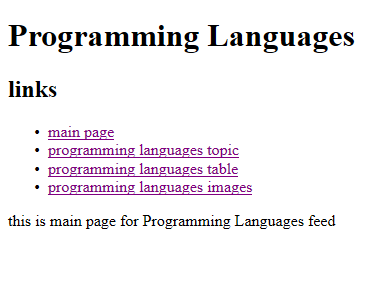 Programming Languages
links
main page
programming languages topic
programming languages table
programming languages images
this is main page for Programming Languages feed